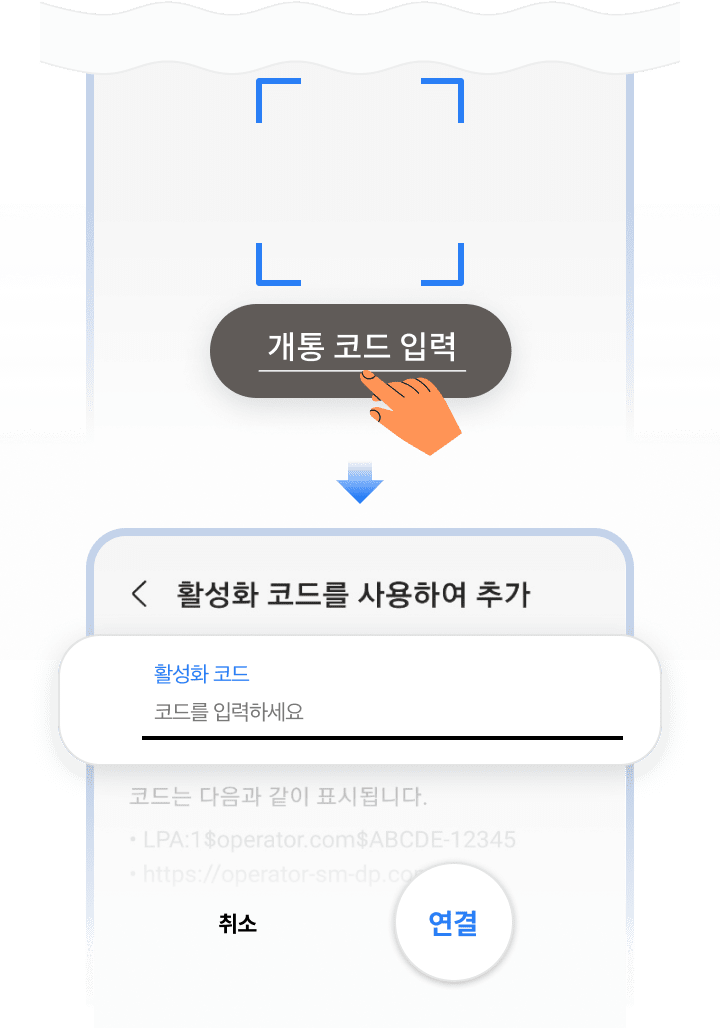 개통 코드 입력
활성화 코드를 사용하여 추가
활성화 코드
코드를 입력하세요
코드는 다음과 같이 표시됩니다.
• LPA:1$operator.com$ABCDE-12345
• https://operator-sm-dp.co
취소
연결